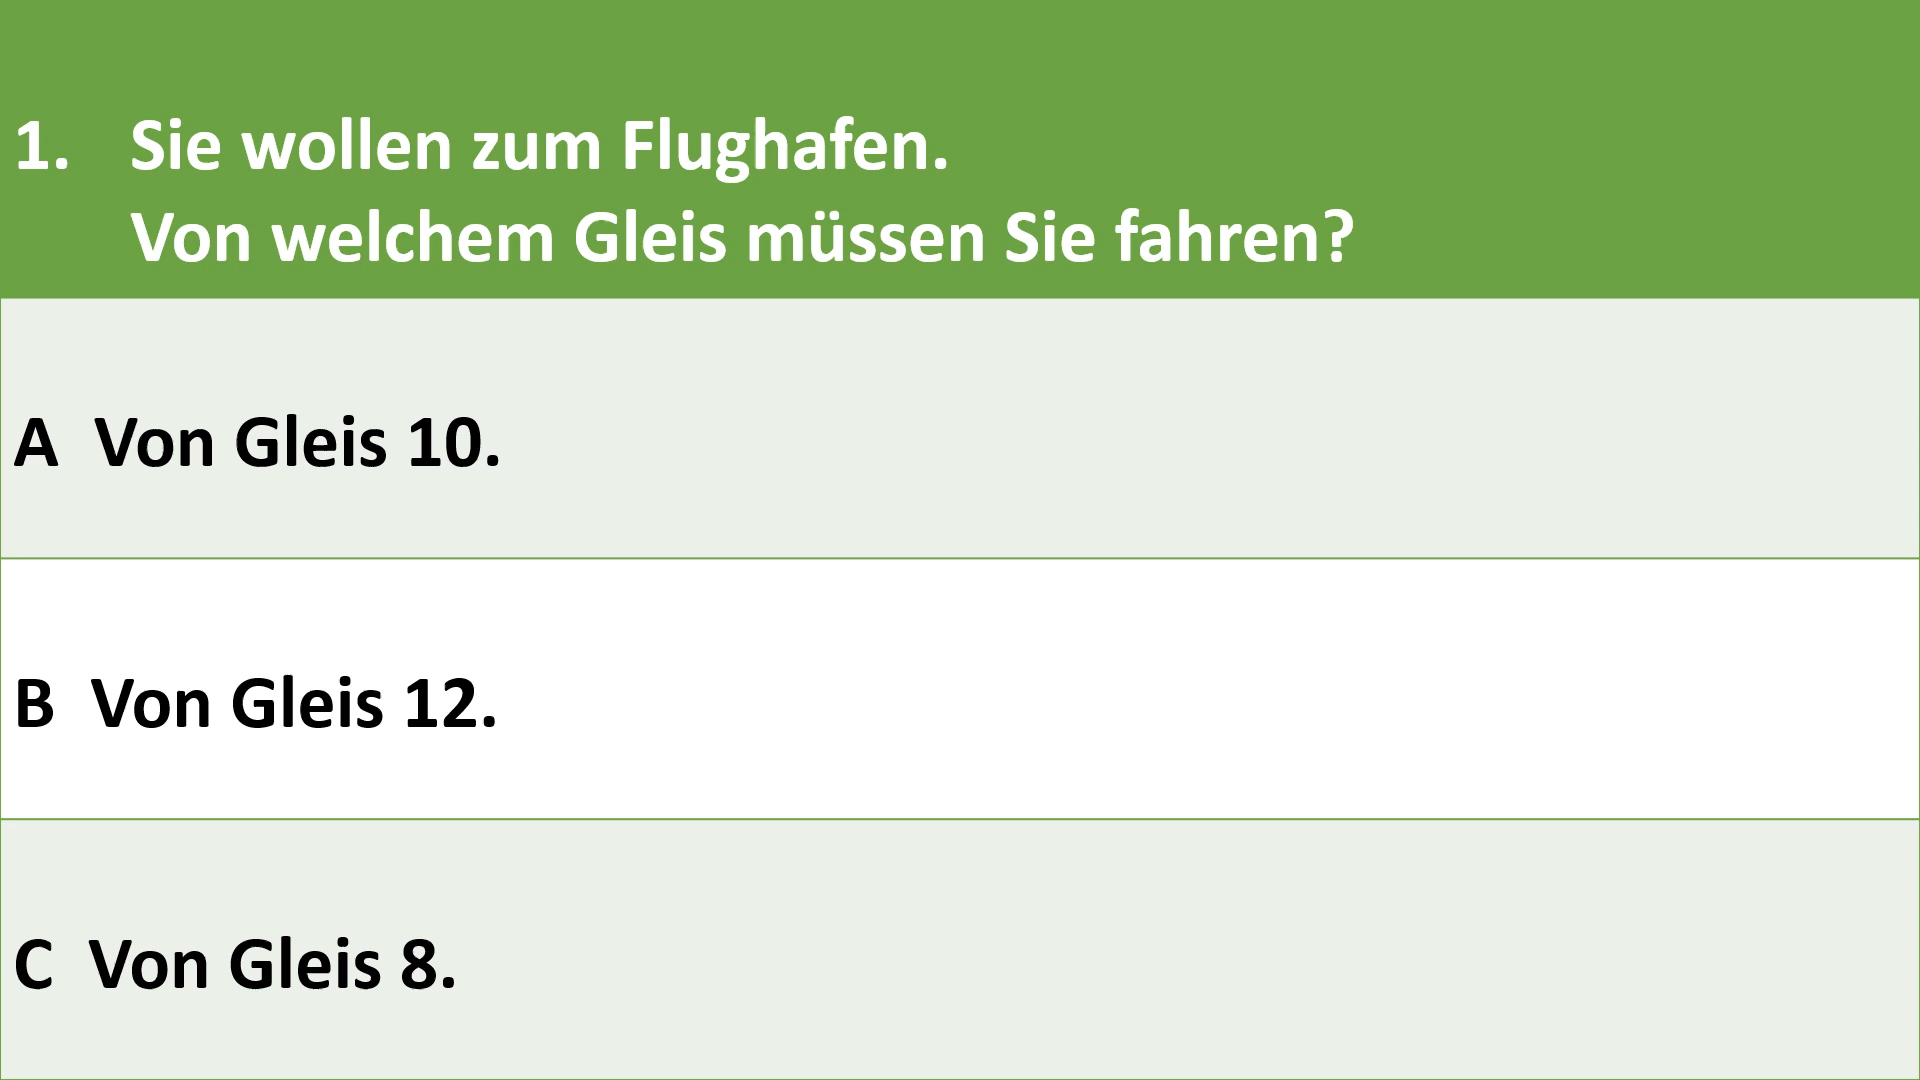 1. Sie wollen zum Flughafen.
Von welchem Gleis müssen Sie fahren?
A Von Gleis 10.
B Von Gleis 12.
C Von Gleis 8.